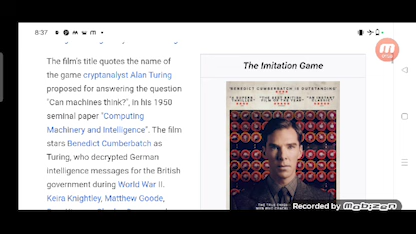 8:37
The film's title quotes the name of
the game cryptanalyst Alan Turing
proposed for answering the question
"Can machines think?", in his 1950
seminal paper "Computing
Machinery and Intelligence". The film
stars Benedict Cumberbatch as
Turing, who decrypted German
intelligence messages for the British
government during World War II.
Keira Knightley, Matthew Goode,
The Imitation Game
BENEDICT CUMBERBATCH IS OUTSTANDING
Recorded by mobizen